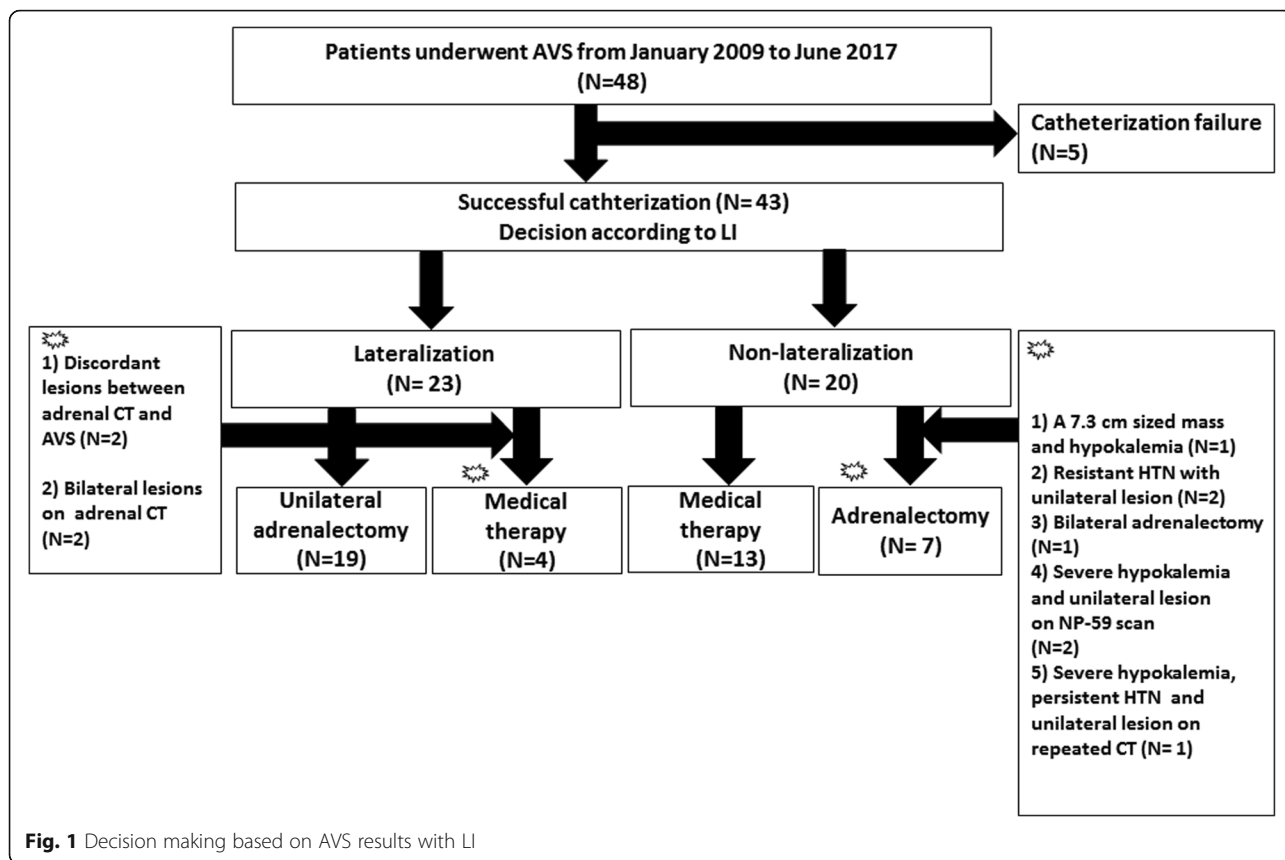 Patients underwent AVS from January 2009 to June 2017
(N=48)
Catheterization failure
(N=5)
Successful cathterization (N= 43)
Decision according to LI
Lateralization
(N= 23)
Non-lateralization
(N= 20)
1) Discordant
lesions between
adrenal CT and
AVS (N=2)
2) Bilateral lesions
on adrenal CT
(N=2)
Unilateral
adrenalectomy
(N=19)
Medical
therapy
(N=4)
Medical
therapy
(N=13)
Adrenalectomy
(N= 7)
1) A 7.3 cm sized mass
and hypokalemia (N=1)
2) Resistant HTN with
unilateral lesion (N=2)
3) Bilateral adrenalectomy
(N=1)
4) Severe hypokalemia
and unilateral lesion
on NP-59 scan
(N=2)
5) Severe hypokalemia,
persistent HTN and
unilateral lesion on
repeated CT (N= 1)
Fig. 1 Decision making based on AVS results with LI